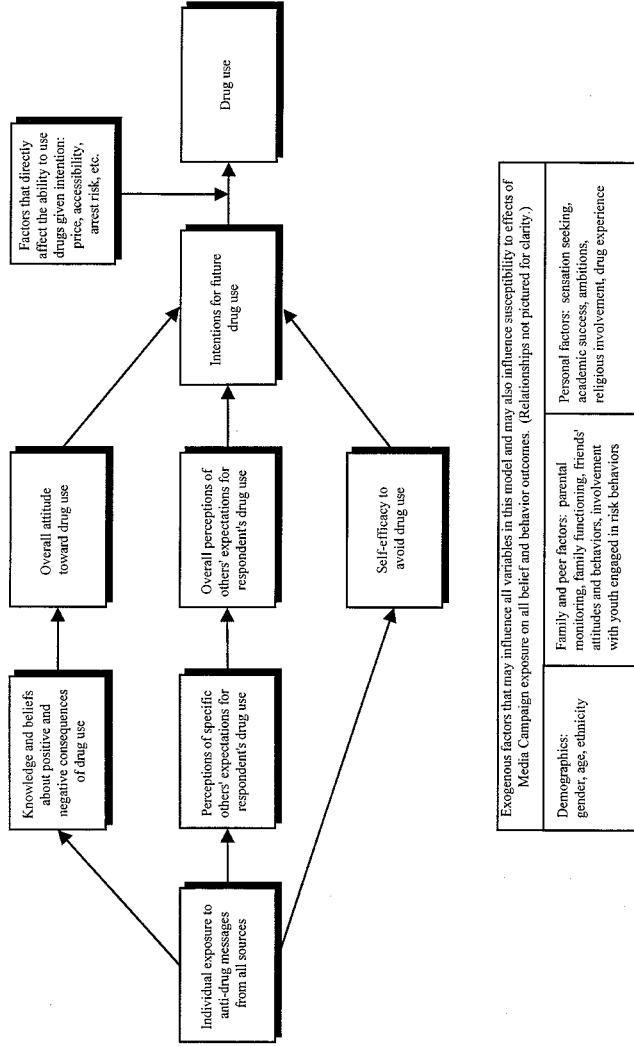 Individual exposure to
anti-drug messages
from all sources
Knowledge and beliefs
about positive and
negative consequences
of drug use
Perceptions of specific
others' expectations for
respondent's drug use
Overall attitude
toward drug use
Overall perceptions of
others' expectations for
respondent's drug use
Self-efficacy to
avoid drug use
Intentions for future
drug use
Factors that directly
affect the ability to use
drugs given intention:
price, accessibility,
arrest risk, etc.
Drug use
Exogenous factors that may influence all variables in this model and may also influence susceptibility to effects of
Media Campaign exposure on all belief and behavior outcomes. (Relationships not pictured for clarity.)
Demographics:
gender, age, ethnicity
Family and peer factors: parental
monitoring, family functioning, friends'
attitudes and behaviors, involvement
with youth engaged in risk behaviors
Personal factors: sensation seeking,
academic success, ambitions,
religious involvement, drug experience